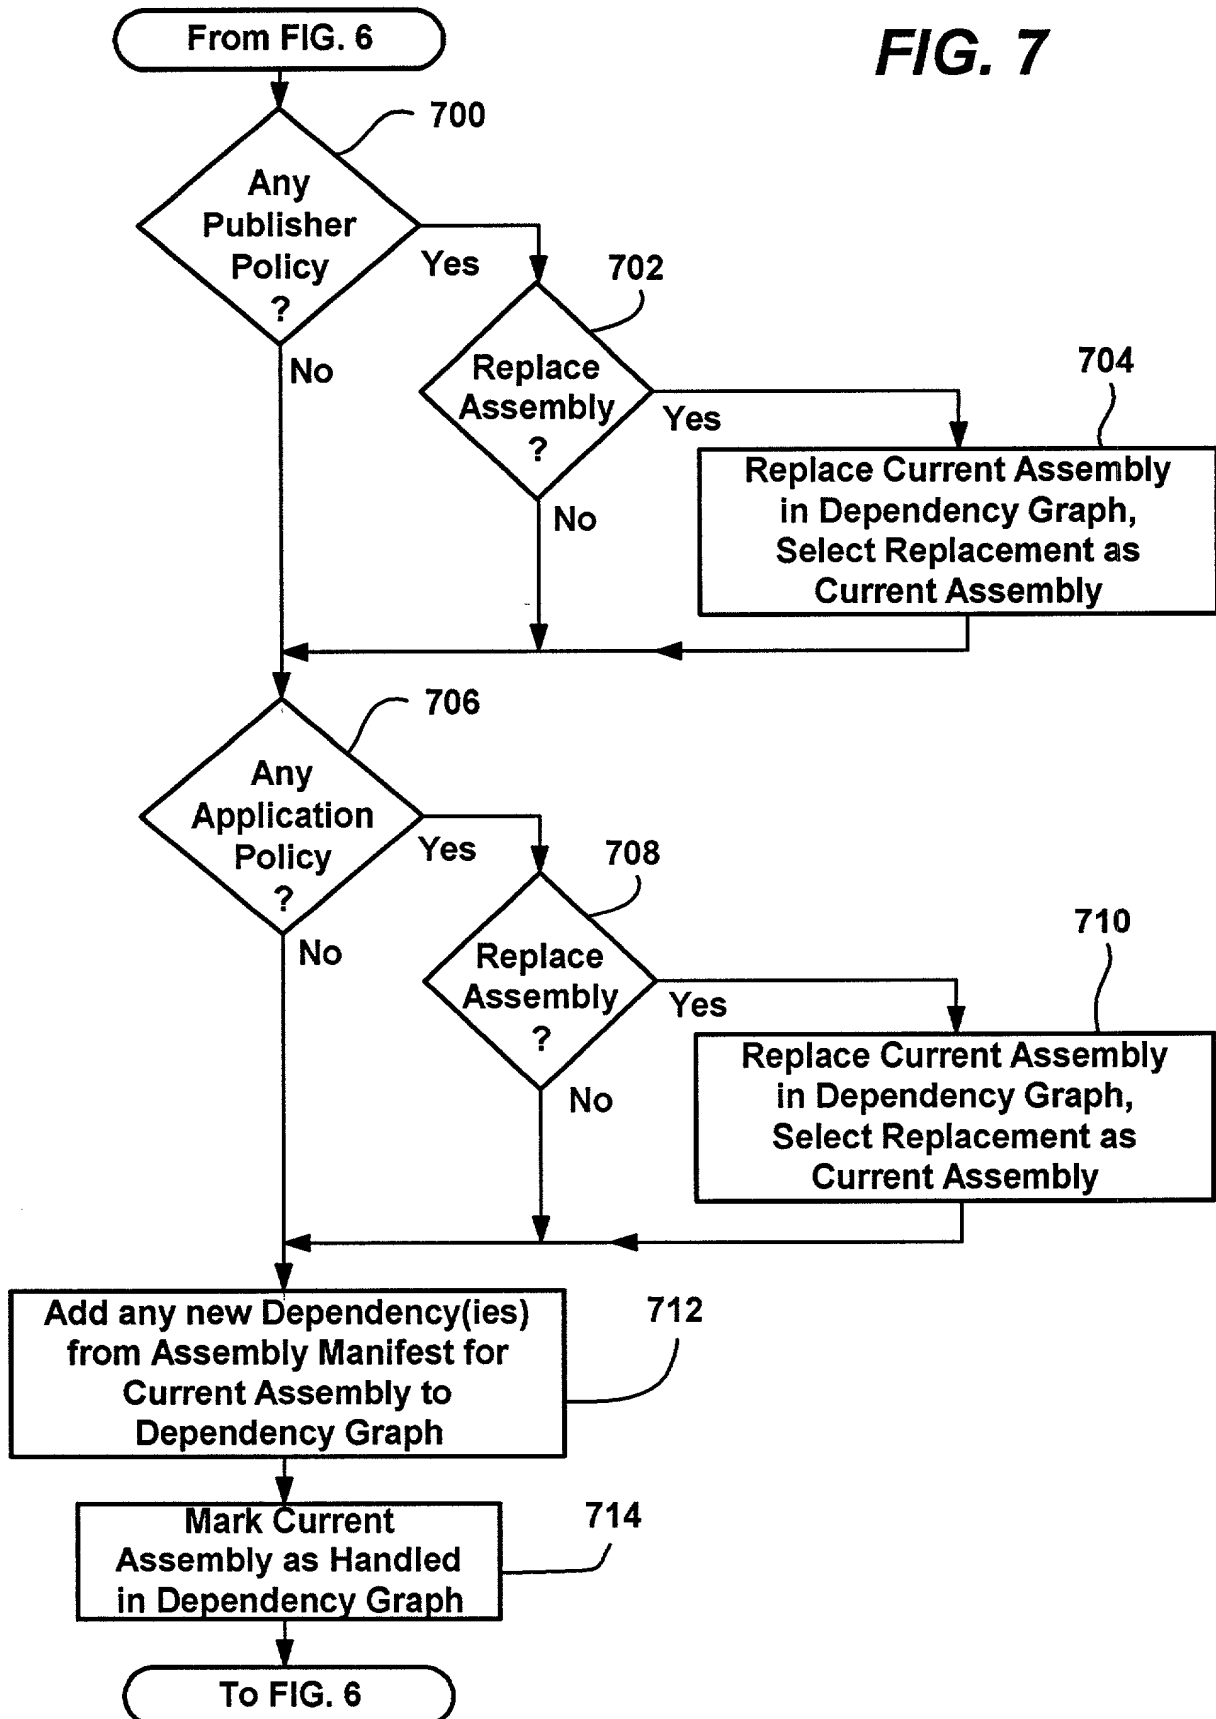 From FIG. 6
FIG. 7
700
Any
Publisher
Policy
?
Yes
No
702
Replace
Assembly
?
Yes
No
704
Replace Current Assembly
in Dependency Graph,
Select Replacement as
Current Assembly
706
Any
Application
Policy
?
Yes
No
708
Replace
Assembly
?
Yes
No
710
Replace Current Assembly
in Dependency Graph,
Select Replacement as
Current Assembly
Add any new Dependency(ies)
from Assembly Manifest for
Current Assembly to
Dependency Graph
712
Mark Current
Assembly as Handled
in Dependency Graph
714
To FIG. 6